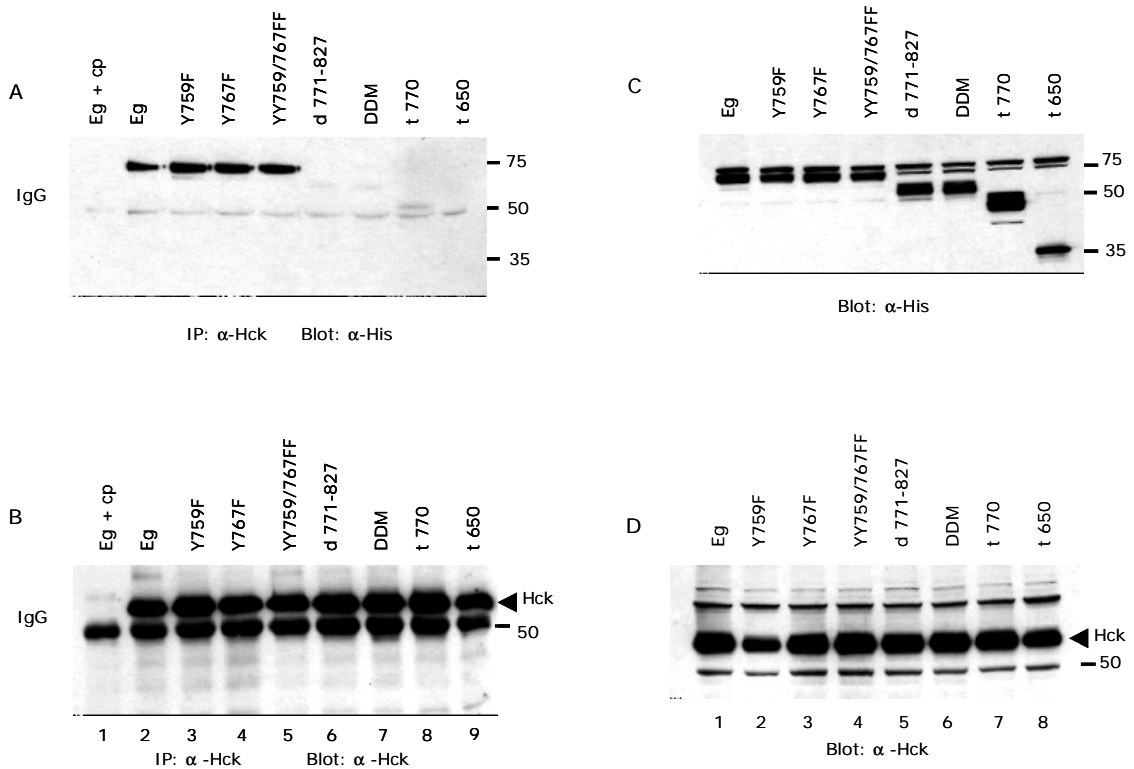 A
Eg + cp
Eg
Y759F
Y767F
YY759/767FF
d 771-827
DDM
t 770
t 650
IgG
75
50
35
IP: α-Hck Blot: α-His
C
Eg
Y759F
Y767F
YY759/767FF
d 771-827
DDM
t 770
t 650
75
50
35
Blot: α-His
B
Eg + cp
Eg
Y759F
Y767F
YY759/767FF
d 771-827
DDM
t 770
t 650
IgG
Hck
50
1 2 3 4 5 6 7 8 9
IP: α -Hck Blot: α -Hck
D
Eg
Y759F
Y767F
YY759/767FF
d 771-827
DDM
t 770
t 650
Hck
50
1 2 3 4 5 6 7 8
Blot: α -Hck